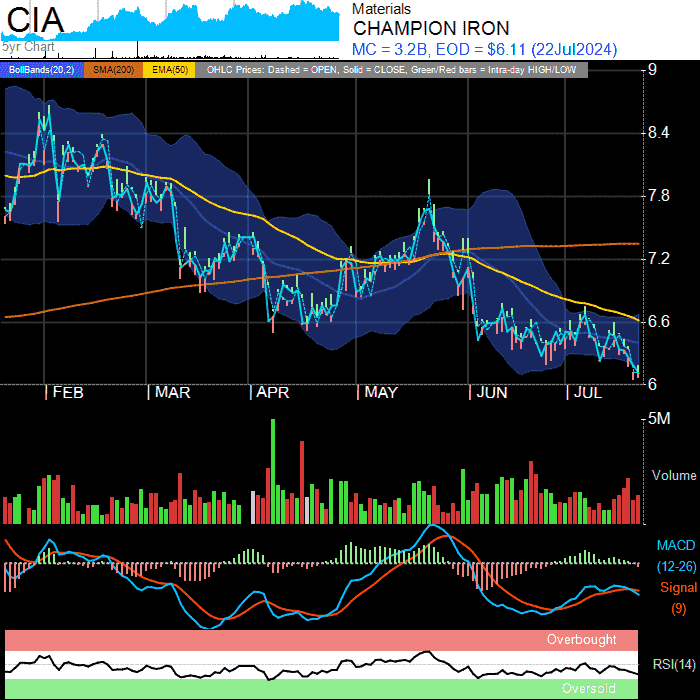 CIA
5yr Chart
Materials
CHAMPION IRON
MC = 3.2B, EOD = $6.11 (22Jul2024)
BollBands(20,2) SMA(200) EMA(50) OHLC Prices: Dashed = OPEN, Solid = CLOSE, Green/Red bars = Intra-day HIGH/LOW
9
8.4
7.8
7.2
6.6
6
FEB MAR APR MAY JUN JUL
5M
Volume
MACD
(12-26)
Signal
(9)
Overbought
RSI(14)
Oversold